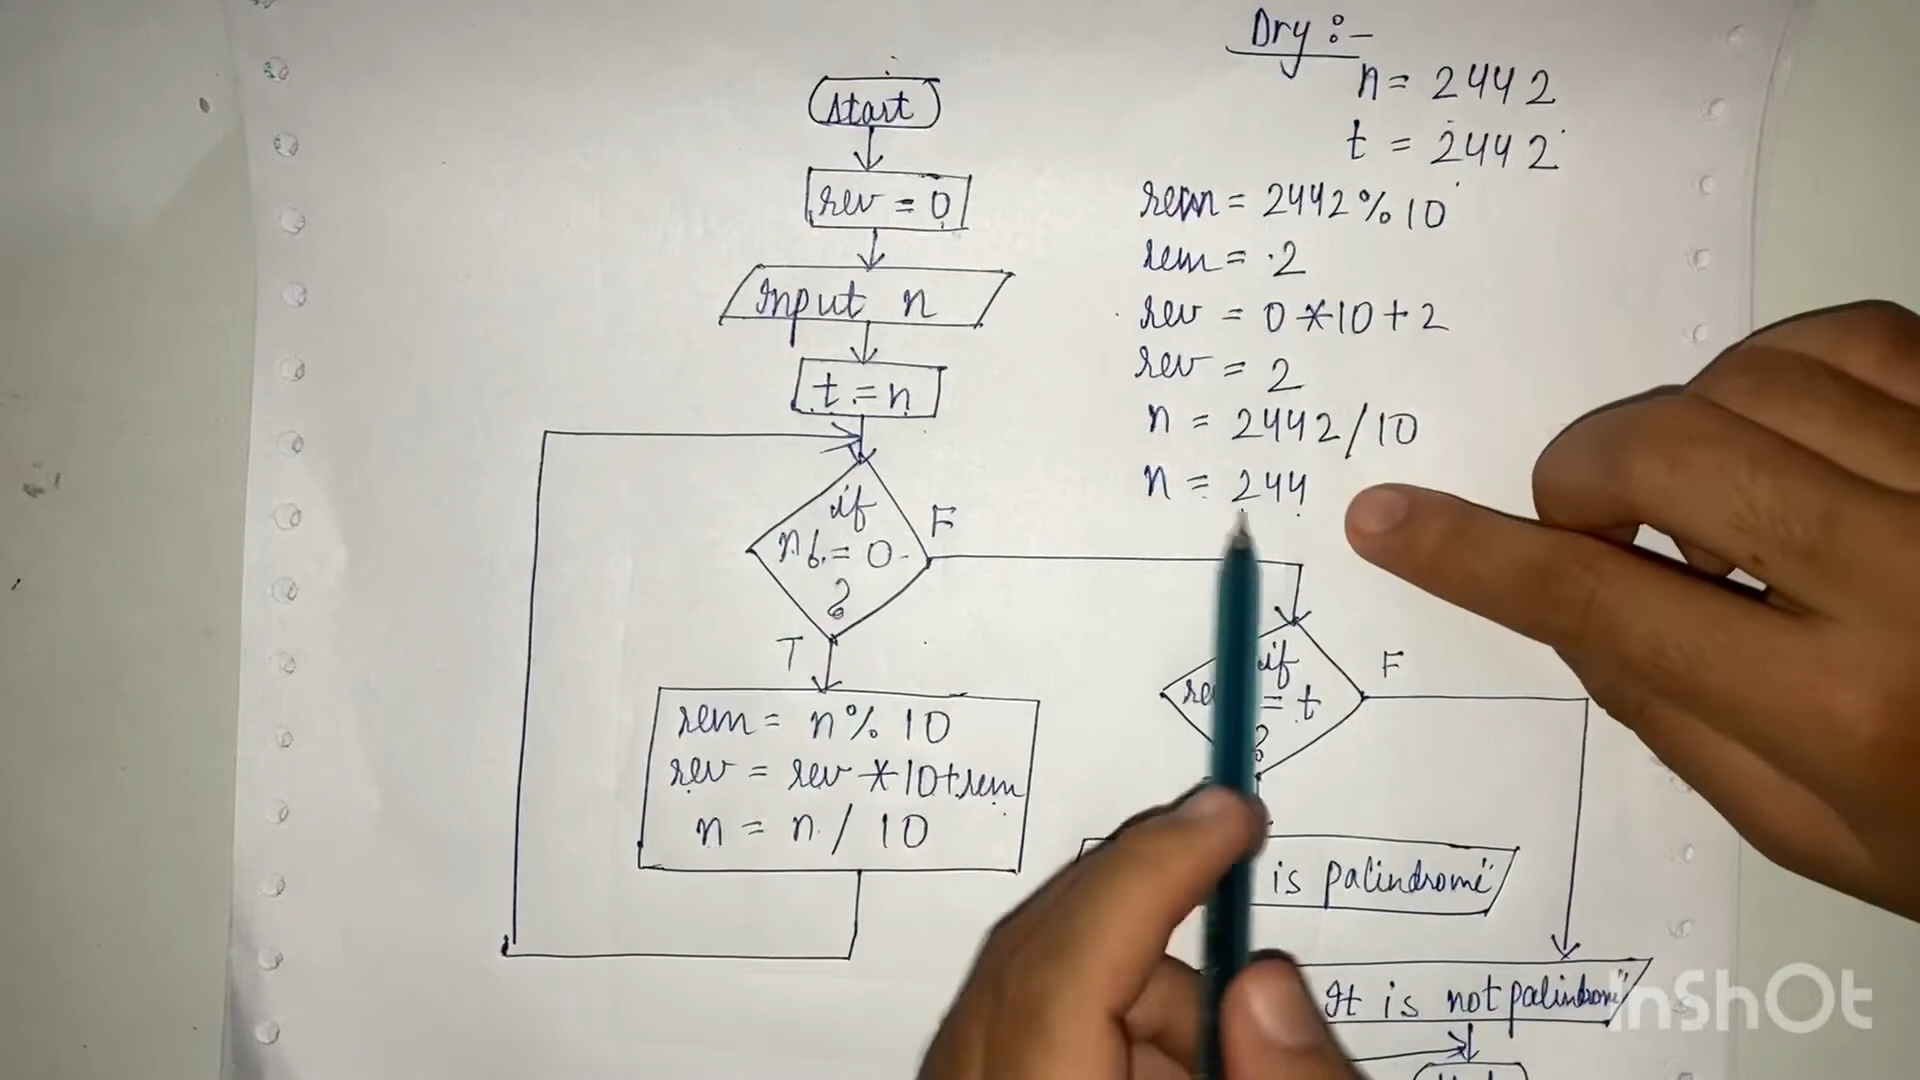 Start
rev = 0
Input n
t = n
if
n != 0
?
F
T
rem = n % 10
rev = rev * 10 + rem
n = n / 10
Dry :-
n = 2442
t = 2442
rem = 2442 % 10
rem = 2
rev = 0 * 10 + 2
rev = 2
n = 2442 / 10
n = 244
if
= t
?
F
is palindrome"
It is not palindrome"
InShOt